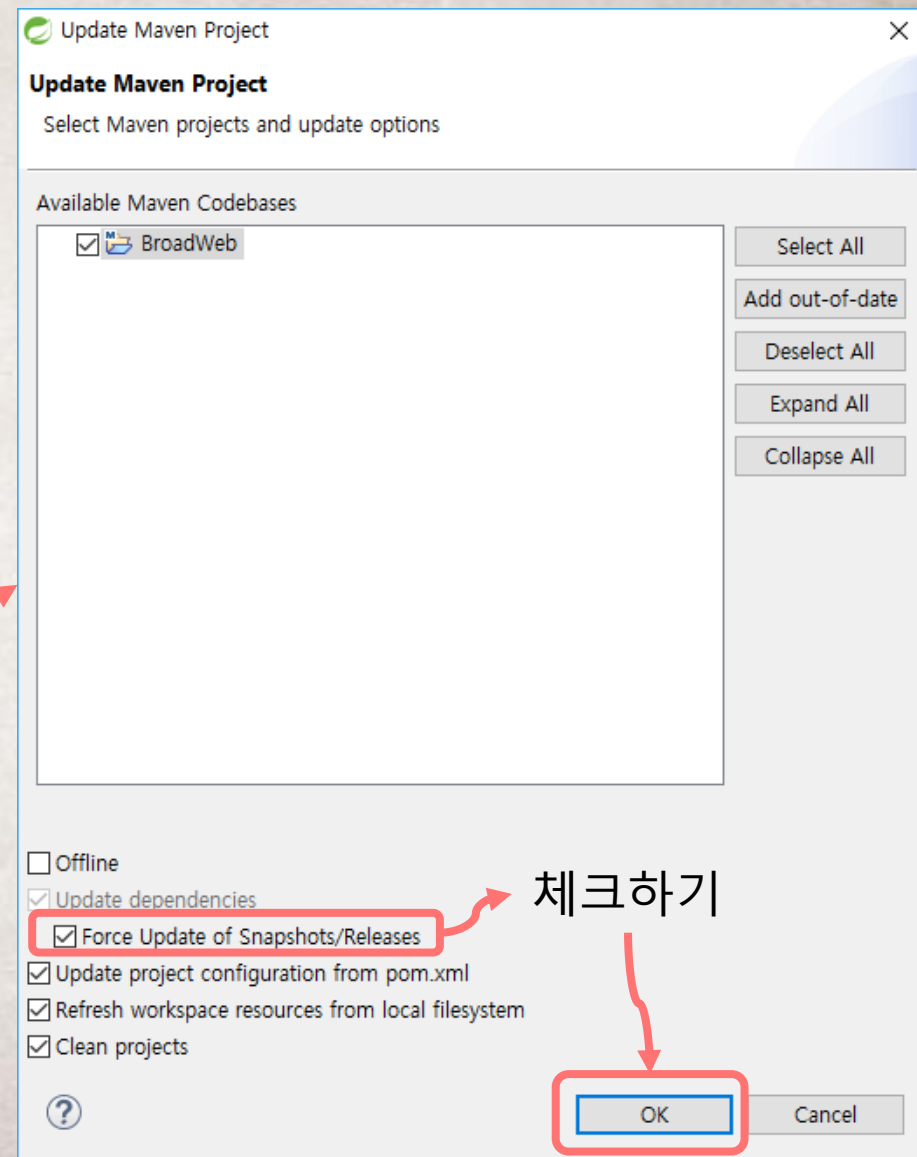 Update Maven Project
Update Maven Project
Select Maven projects and update options
Available Maven Codebases
BroadWeb
Select All
Add out-of-date
Deselect All
Expand All
Collapse All
Offline
Update dependencies
Force Update of Snapshots/Releases
체크하기
Update project configuration from pom.xml
Refresh workspace resources from local filesystem
Clean projects
?
OK
Cancel